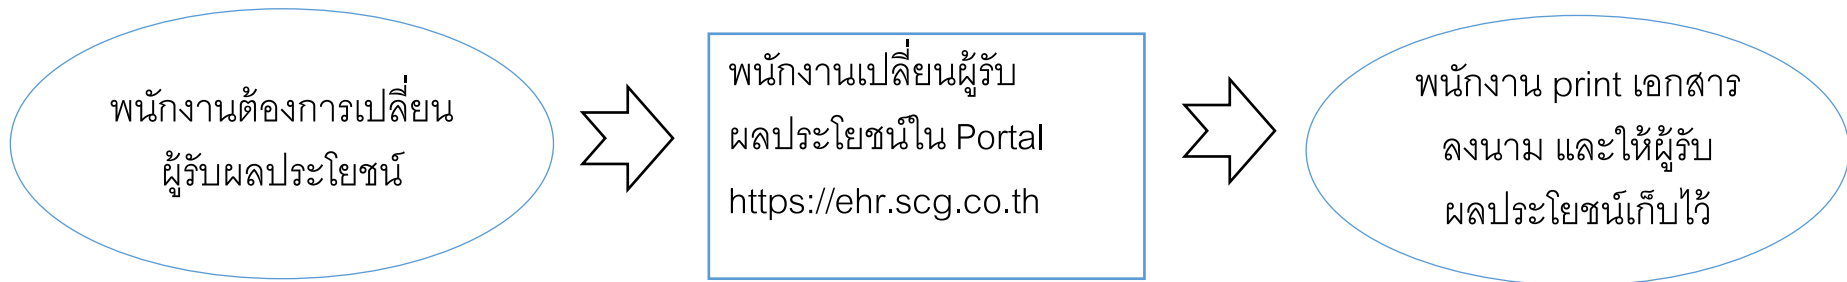 พนักงานต้องการเปลี่ยน
ผู้รับผลประโยชน์
พนักงานเปลี่ยนผู้รับ
ผลประโยชน์ใน Portal
https://ehr.scg.co.th
พนักงาน print เอกสาร
ลงนาม และให้ผู้รับ
ผลประโยชน์เก็บไว้